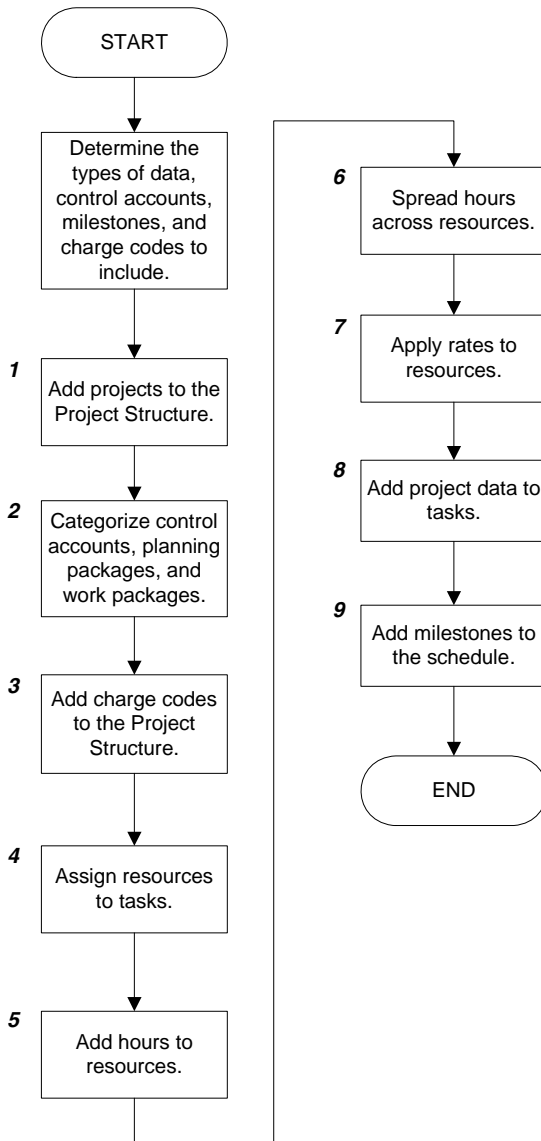 START
Determine the
types of data,
control accounts,
milestones, and
charge codes to
include.
1
Add projects to the
Project Structure.
2
Categorize control
accounts, planning
packages, and
work packages.
3
Add charge codes
to the Project
Structure.
4
Assign resources
to tasks.
5
Add hours to
resources.
6
Spread hours
across resources.
7
Apply rates to
resources.
8
Add project data to
tasks.
9
Add milestones to
the schedule.
END